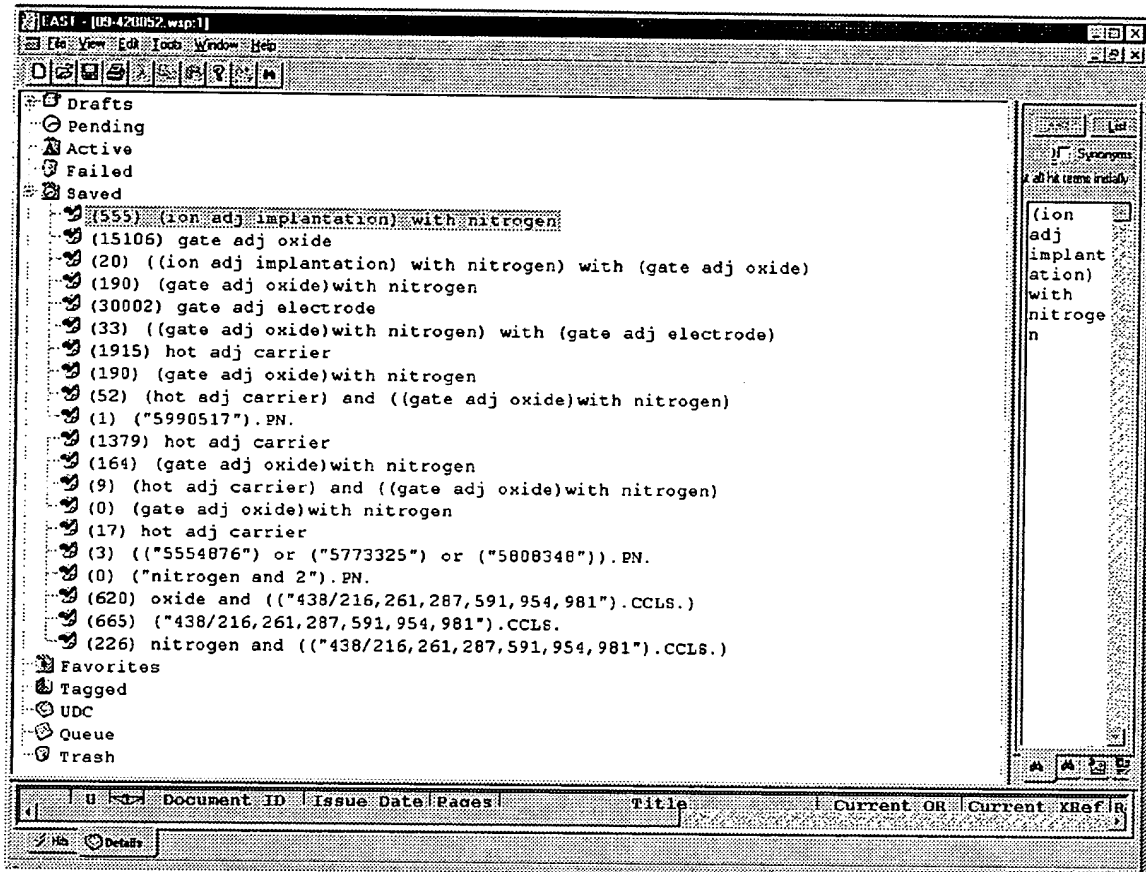 EAST - [09-428052.wsp:1]
File View Edit Tools Window Help
Drafts
Pending
Active
Failed
Saved
(555) (ion adj implantation) with nitrogen
(15106) gate adj oxide
(20) ((ion adj implantation) with nitrogen) with (gate adj oxide)
(190) (gate adj oxide)with nitrogen
(30002) gate adj electrode
(33) ((gate adj oxide)with nitrogen) with (gate adj electrode)
(1915) hot adj carrier
(190) (gate adj oxide)with nitrogen
(52) (hot adj carrier) and ((gate adj oxide)with nitrogen)
(1) ("5990517").PN.
(1379) hot adj carrier
(164) (gate adj oxide)with nitrogen
(9) (hot adj carrier) and ((gate adj oxide)with nitrogen)
(0) (gate adj oxide)with nitrogen
(17) hot adj carrier
(3) (("5554876") or ("5773325") or ("5808348")).PN.
(0) ("nitrogen and 2").PN.
(620) oxide and (("438/216,261,287,591,954,981").CCLS.)
(665) ("438/216,261,287,591,954,981").CCLS.
(226) nitrogen and (("438/216,261,287,591,954,981").CCLS.)
Favorites
Tagged
UDC
Queue
Trash
List
Synonyms
all hit terms initially
(ion
adj
implant
ation)
with
nitroge
n
U Document ID Issue Date Pages Title Current OR Current XRef R
Hits Details